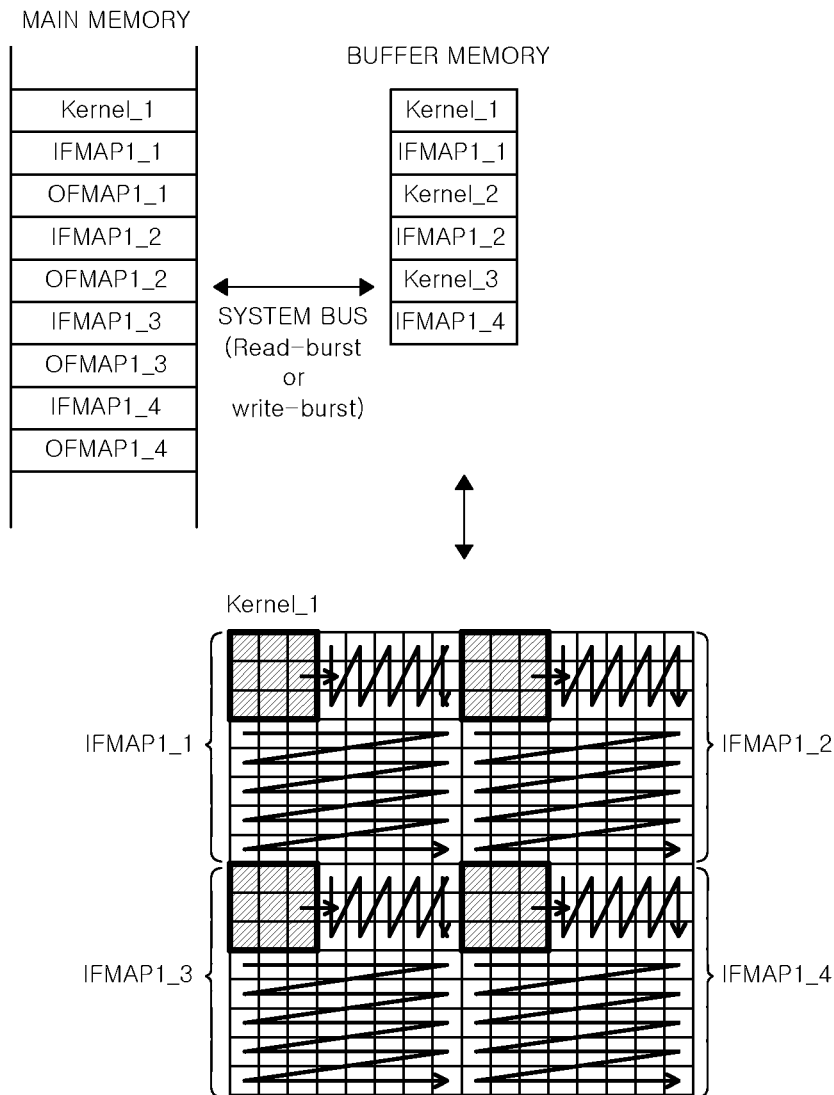 MAIN MEMORY
Kernel_1
IFMAP1_1
OFMAP1_1
IFMAP1_2
OFMAP1_2
IFMAP1_3
OFMAP1_3
IFMAP1_4
OFMAP1_4
SYSTEM BUS
(Read-burst
or
write-burst)
BUFFER MEMORY
Kernel_1
IFMAP1_1
Kernel_2
IFMAP1_2
Kernel_3
IFMAP1_4
Kernel_1
IFMAP1_1
IFMAP1_2
IFMAP1_3
IFMAP1_4